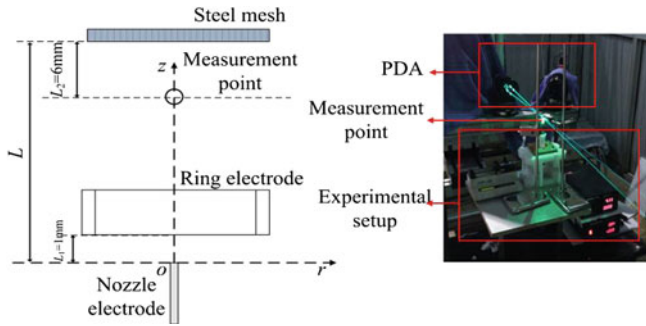 Steel mesh
z
Measurement
point
L₂=6mm
L
Ring electrode
L₁=1mm
o
r
Nozzle
electrode
PDA
Measurement
point
Experimental
setup